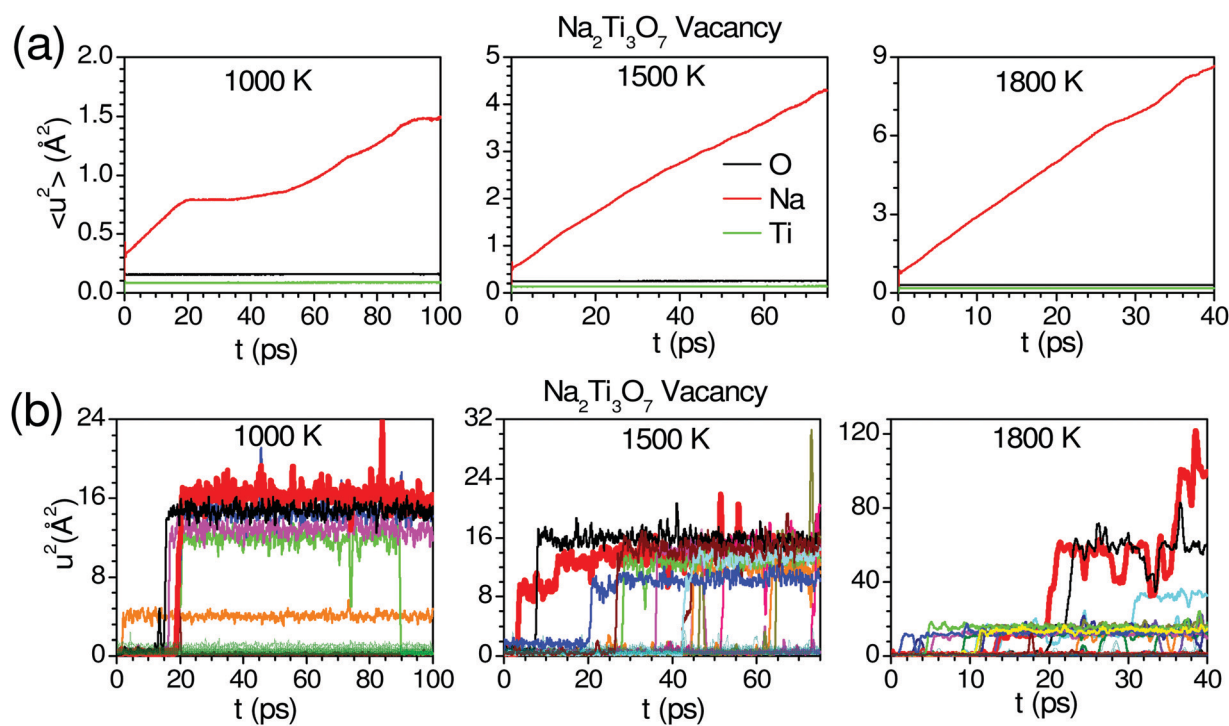 (a)
Na₂Ti₃O₇ Vacancy
<u²> (Å²)
2.0
1.5
1.0
0.5
0.0
1000 K
0 20 40 60 80 100
t (ps)
5
4
3
2
1
0
1500 K
O
Na
Ti
0 20 40 60
t (ps)
9
6
3
0
1800 K
0 10 20 30 40
t (ps)
(b)
Na₂Ti₃O₇ Vacancy
u² (Å²)
24
16
8
0
1000 K
0 20 40 60 80 100
t (ps)
32
24
16
8
0
1500 K
0 20 40 60
t (ps)
120
80
40
0
1800 K
0 10 20 30 40
t (ps)